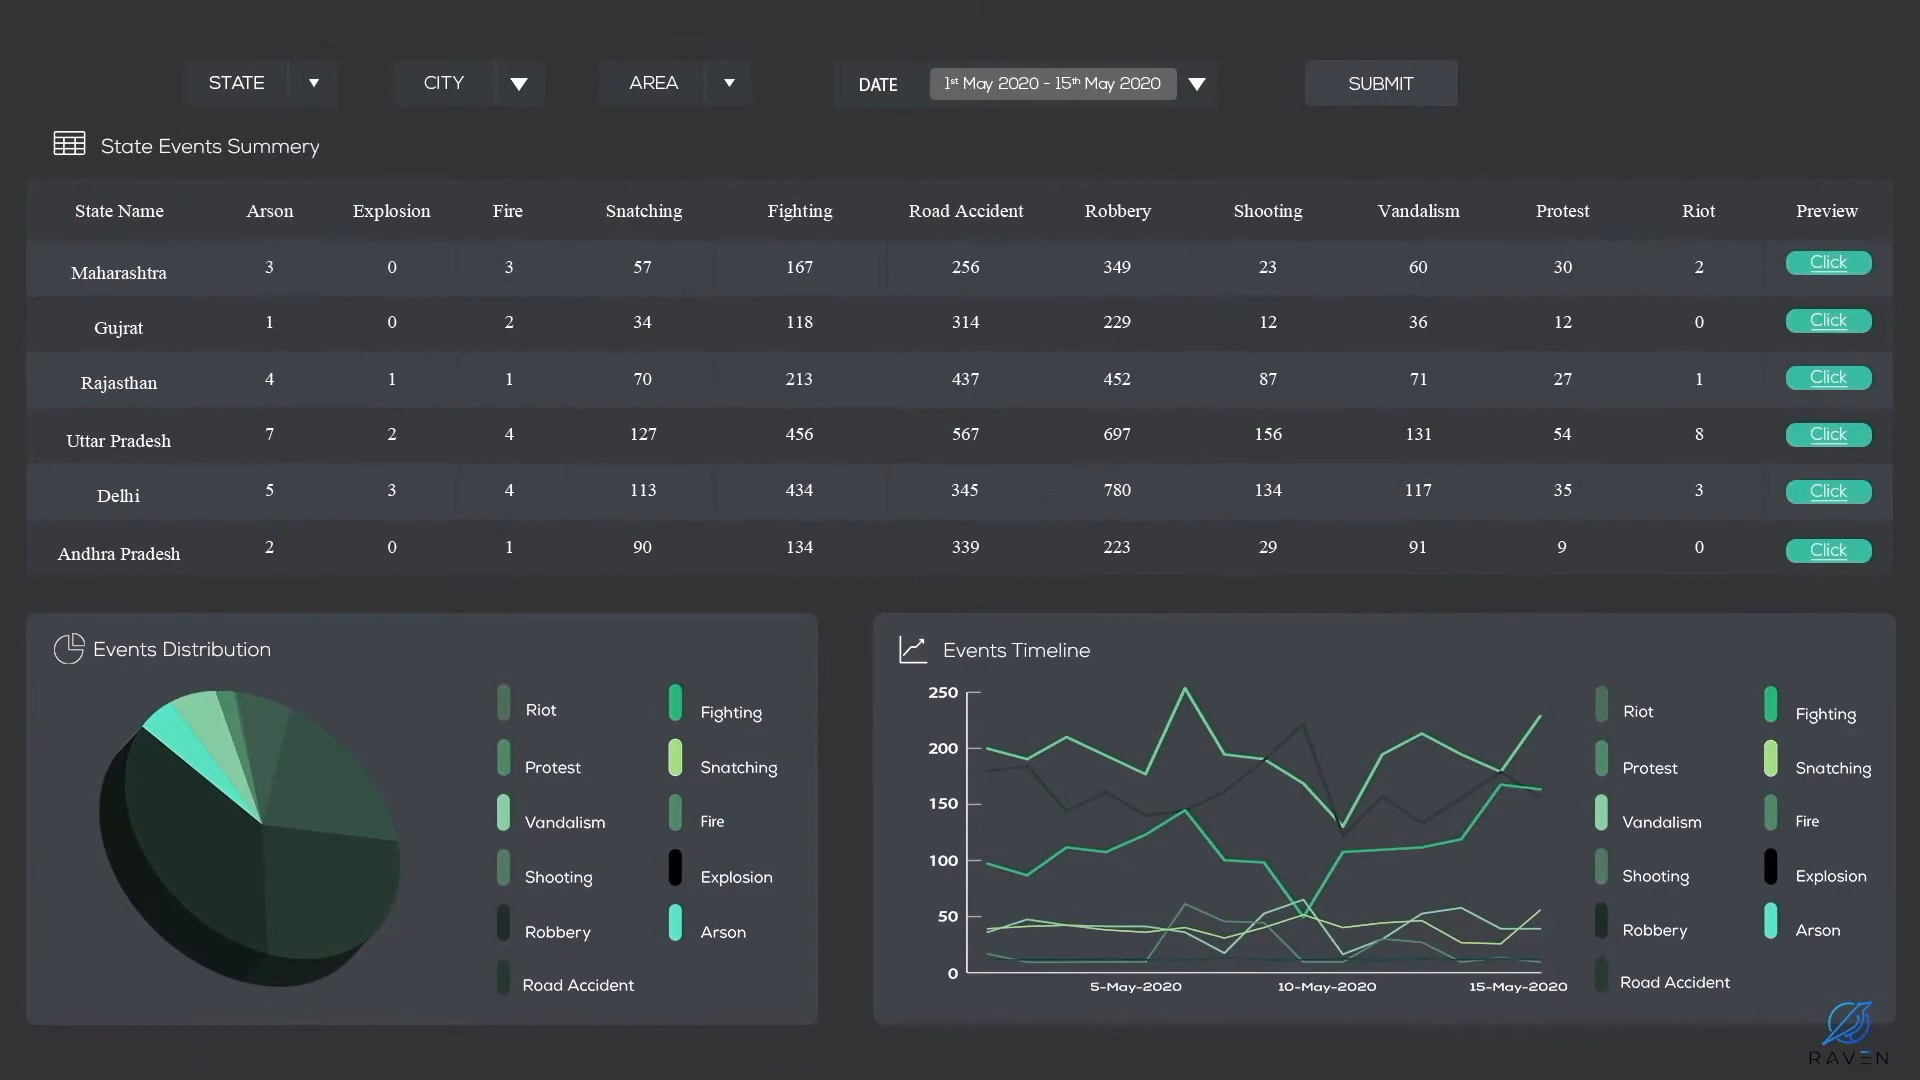 STATE CITY AREA DATE 1st May 2020 - 15th May 2020 SUBMIT
State Events Summery
State Name Arson Explosion Fire Snatching Fighting Road Accident Robbery Shooting Vandalism Protest Riot Preview
Maharashtra 3 0 3 57 167 256 349 23 60 30 2 Click
Gujrat 1 0 2 34 118 314 229 12 36 12 0 Click
Rajasthan 4 1 1 70 213 437 452 87 71 27 1 Click
Uttar Pradesh 7 2 4 127 456 567 697 156 131 54 8 Click
Delhi 5 3 4 113 434 345 780 134 117 35 3 Click
Andhra Pradesh 2 0 1 90 134 339 223 29 91 9 0 Click
Events Distribution
Riot Fighting
Protest Snatching
Vandalism Fire
Shooting Explosion
Robbery Arson
Road Accident
Events Timeline
250
200
150
100
50
0
5-May-2020 10-May-2020 15-May-2020
Riot Fighting
Protest Snatching
Vandalism Fire
Shooting Explosion
Robbery Arson
Road Accident
RAVEN